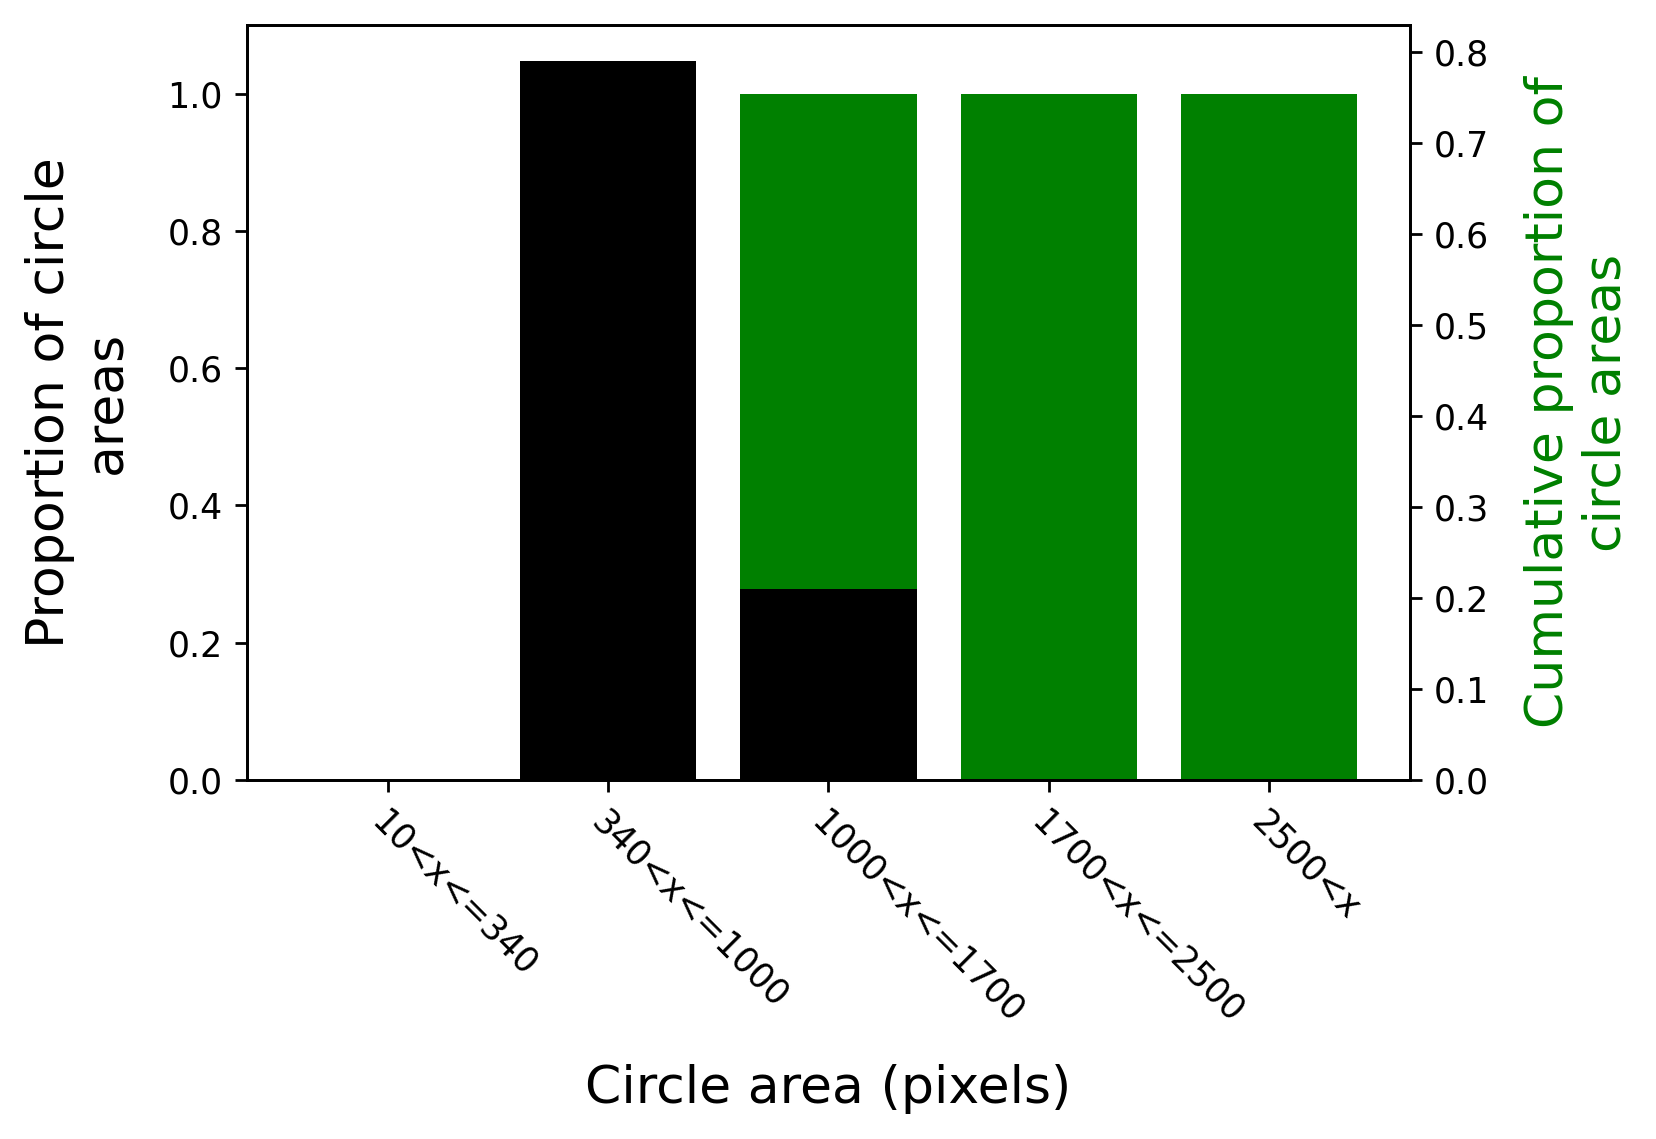 Proportion of circle
areas
1.0
0.8
0.6
0.4
0.2
0.0
0.8
0.7
0.6
0.5
0.4
0.3
0.2
0.1
0.0
Cumulative proportion of
circle areas
10<x<=340
340<x<=1000
1000<x<=1700
1700<x<=2500
2500<x
Circle area (pixels)